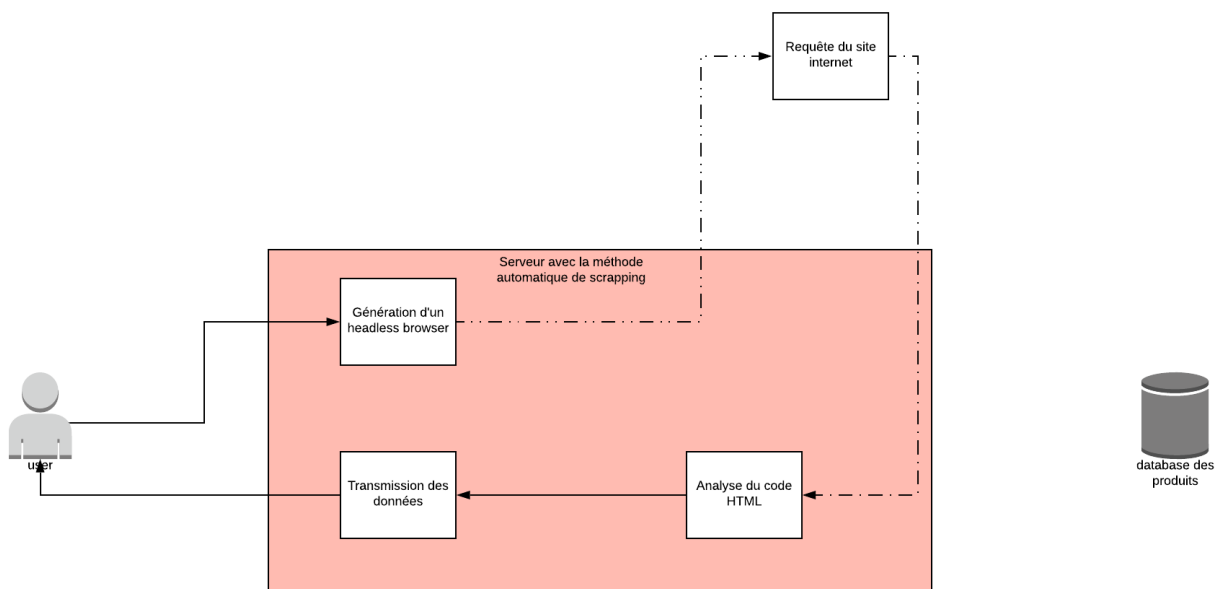 Requête du site
internet
Serveur avec la méthode
automatique de scrapping
Génération d'un
headless browser
user
database des
produits
Transmission des
données
Analyse du code
HTML